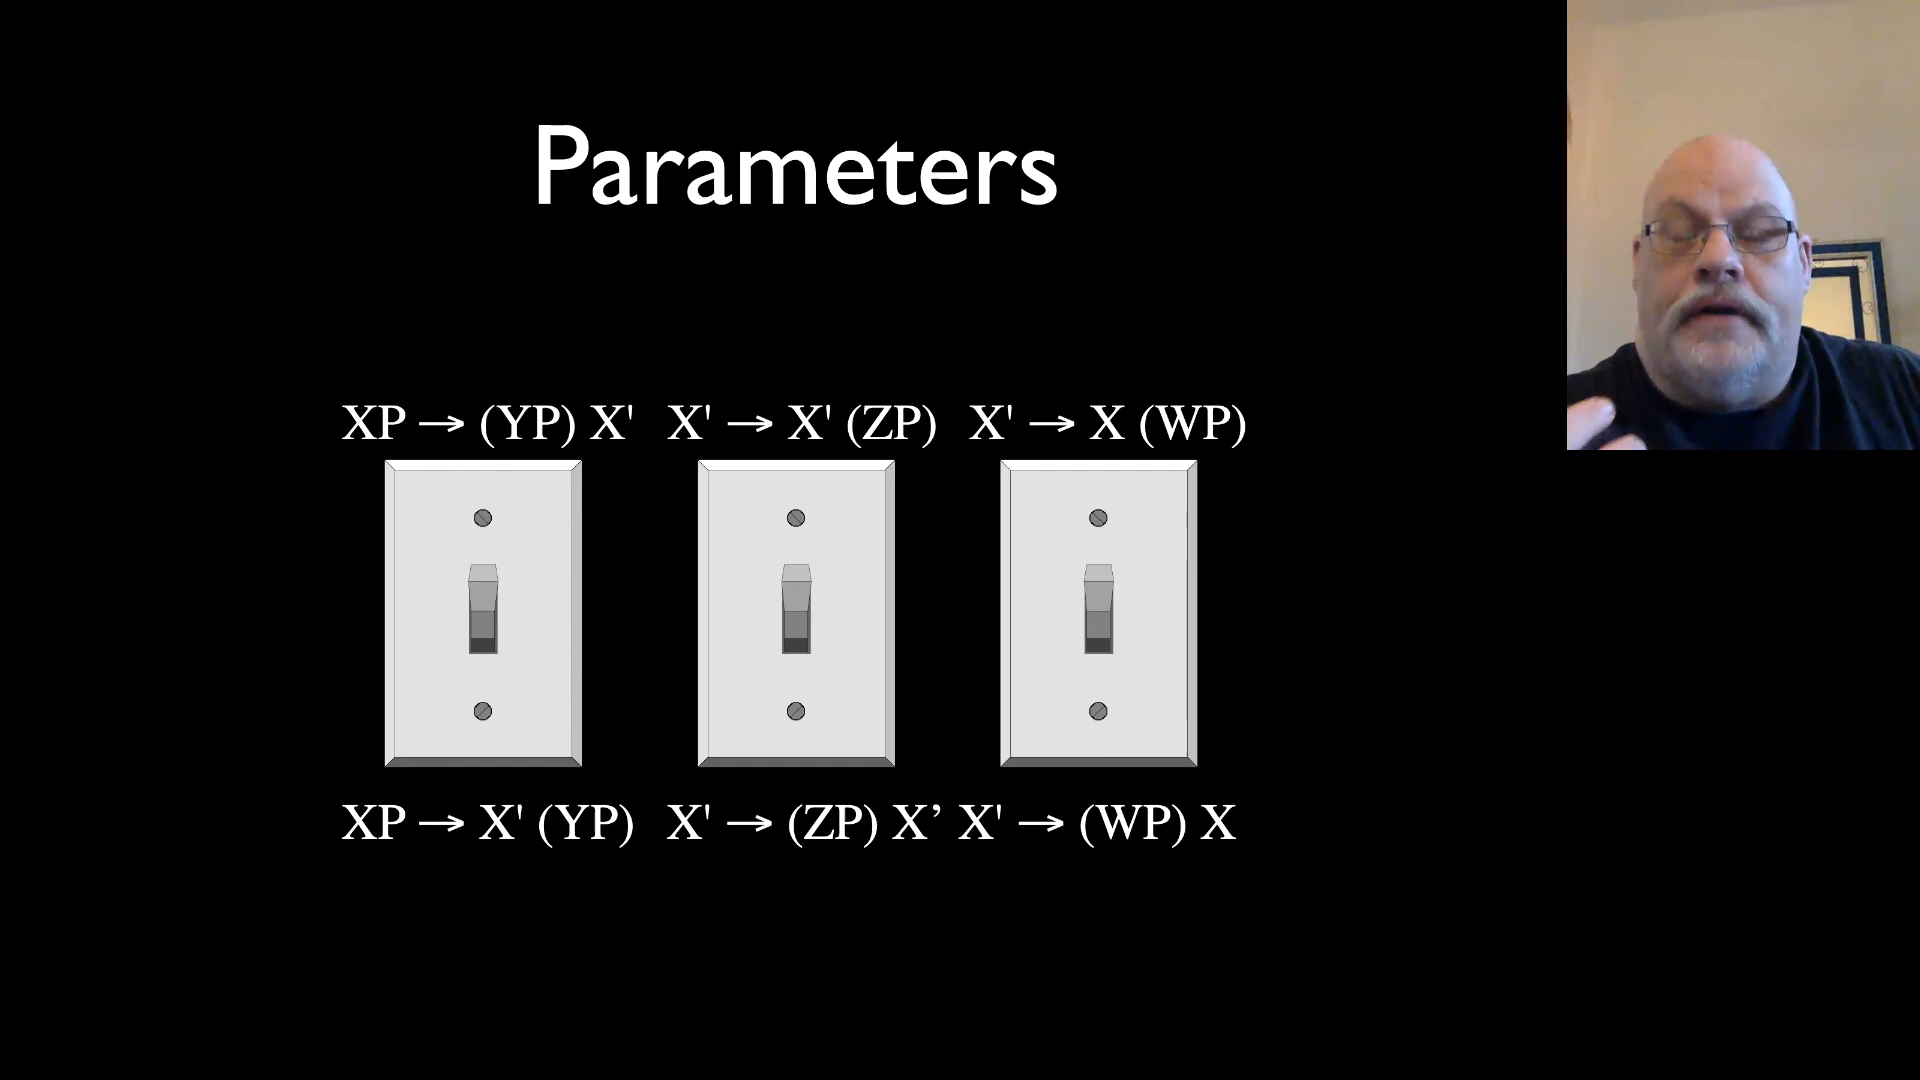 Parameters
XP → (YP) X' X' → X' (ZP) X' → X (WP)
XP → X' (YP) X' → (ZP) X’ X' → (WP) X